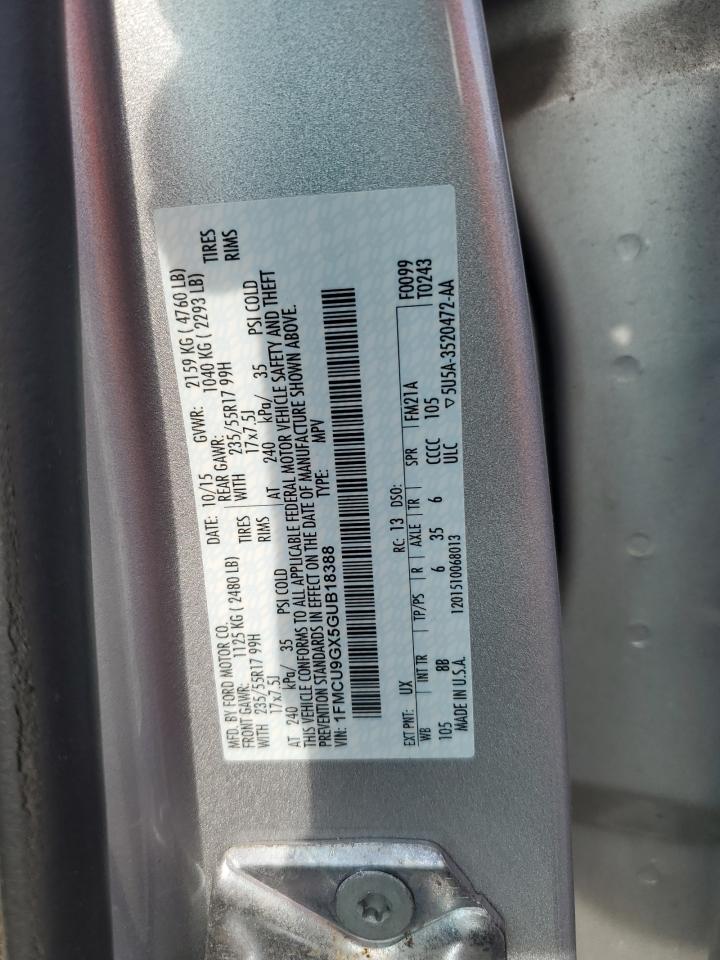 MFD. BY FORD MOTOR CO.
DATE: 10/15 GVWR: 2159 KG ( 4760 LB)
FRONT GAWR: 1125 KG ( 2480 LB) REAR GAWR: 1040 KG ( 2293 LB)
WITH 235/55R17 99H TIRES WITH 235/55R17 99H TIRES
17x7.5J RIMS 17x7.5J RIMS
AT 240 kPa/ 35 PSI COLD AT 240 kPa/ 35 PSI COLD
THIS VEHICLE CONFORMS TO ALL APPLICABLE FEDERAL MOTOR VEHICLE SAFETY AND THEFT
PREVENTION STANDARDS IN EFFECT ON THE DATE OF MANUFACTURE SHOWN ABOVE.
VIN: 1FMCU9GX5GUB18388 TYPE: MPV
F0099
EXT PNT: UX RC: 13 DSO: FM21A T0243
WB INT TR TP/PS R AXLE TR SPR
105 8B 6 35 6 CCCC 105
MADE IN U.S.A. 1201510068013 ULC ▽5U5A-3520472-AA